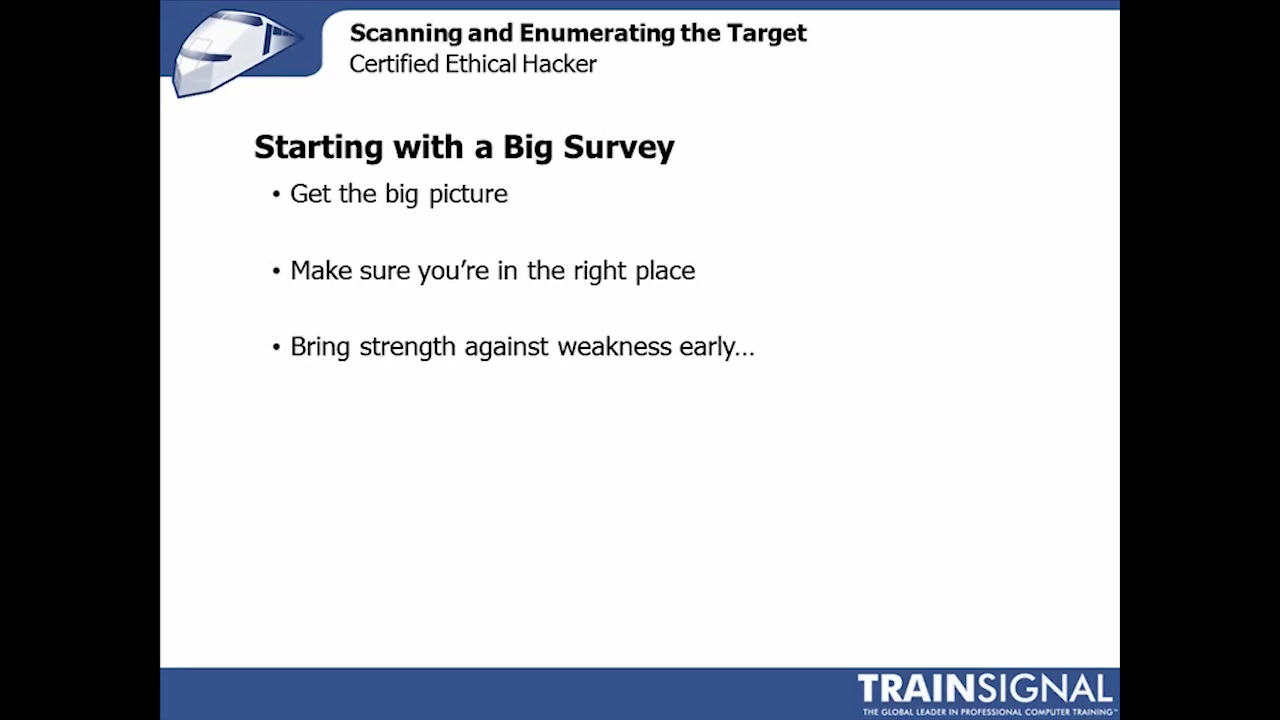 Scanning and Enumerating the Target
Certified Ethical Hacker
Starting with a Big Survey
• Get the big picture
• Make sure you’re in the right place
• Bring strength against weakness early…
TRAINSIGNAL
THE GLOBAL LEADER IN PROFESSIONAL COMPUTER TRAINING™